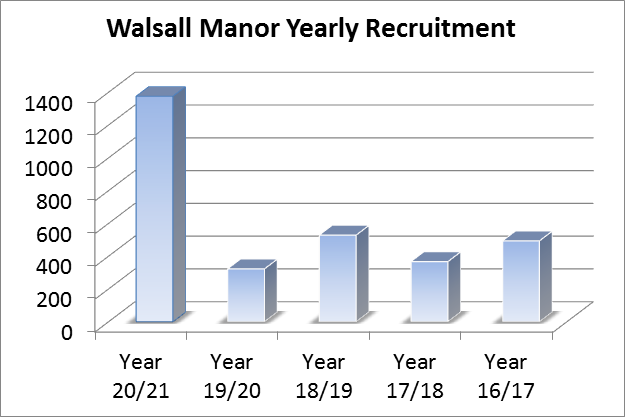 Walsall Manor Yearly Recruitment
1400
1200
1000
800
600
400
200
0
Year 20/21
Year 19/20
Year 18/19
Year 17/18
Year 16/17